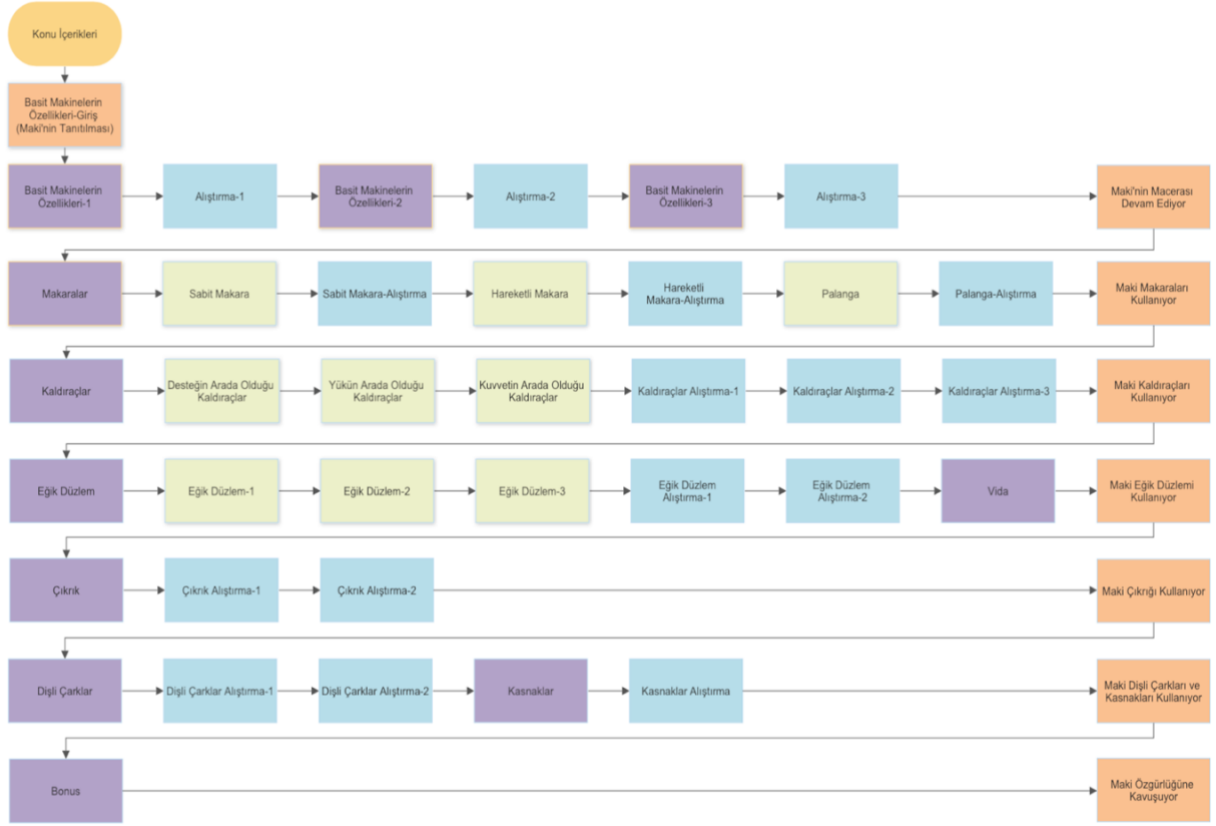 Konu İçerikleri
Basit Makinelerin
Özellikleri-Giriş
(Maki'nin Tanıtılması)
Basit Makinelerin
Özellikleri-1
Alıştırma-1
Basit Makinelerin
Özellikleri-2
Alıştırma-2
Basit Makinelerin
Özellikleri-3
Alıştırma-3
Maki'nin Macerası
Devam Ediyor
Makaralar
Sabit Makara
Sabit Makara-Alıştırma
Hareketli Makara
Hareketli
Makara-Alıştırma
Palanga
Palanga-Alıştırma
Maki Makaraları
Kullanıyor
Kaldıraçlar
Desteğin Arada Olduğu
Kaldıraçlar
Yükün Arada Olduğu
Kaldıraçlar
Kuvvetin Arada Olduğu
Kaldıraçlar
Kaldıraçlar Alıştırma-1
Kaldıraçlar Alıştırma-2
Kaldıraçlar Alıştırma-3
Maki Kaldıraçları
Kullanıyor
Eğik Düzlem
Eğik Düzlem-1
Eğik Düzlem-2
Eğik Düzlem-3
Eğik Düzlem
Alıştırma-1
Eğik Düzlem
Alıştırma-2
Vida
Maki Eğik Düzlemi
Kullanıyor
Çıkrık
Çıkrık Alıştırma-1
Çıkrık Alıştırma-2
Maki Çıkrığı Kullanıyor
Dişli Çarklar
Dişli Çarklar Alıştırma-1
Dişli Çarklar Alıştırma-2
Kasnaklar
Kasnaklar Alıştırma
Maki Dişli Çarkları ve
Kasnakları Kullanıyor
Bonus
Maki Özgürlüğüne
Kavuşuyor